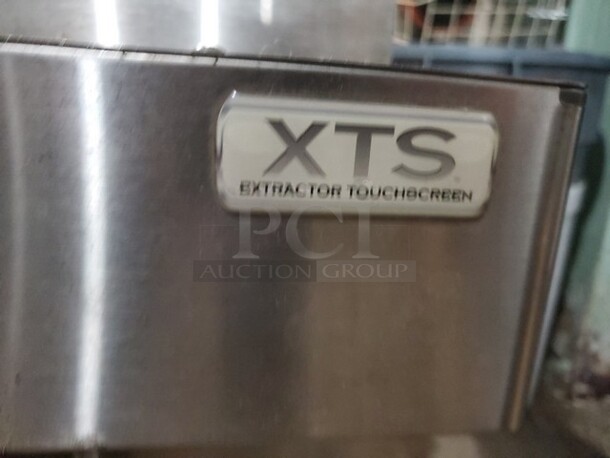 XTS
EXTRACTOR TOUCHSCREEN
PCI
AUCTION GROUP